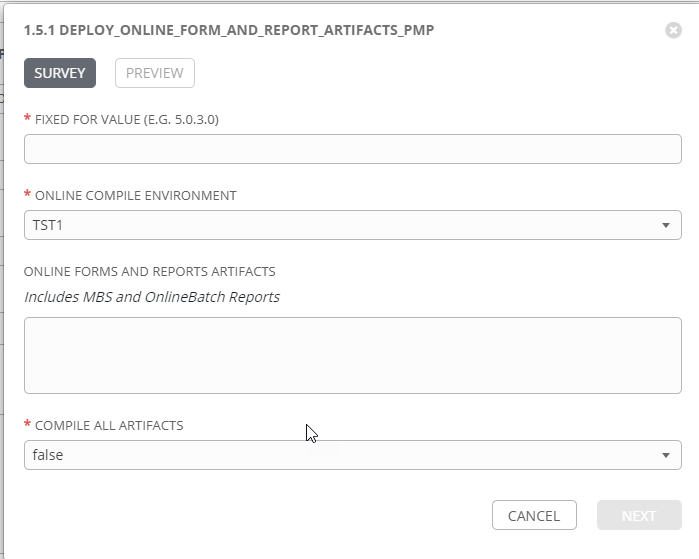 1.5.1 DEPLOY_ONLINE_FORM_AND_REPORT_ARTIFACTS_PMP
SURVEY PREVIEW
* FIXED FOR VALUE (E.G. 5.0.3.0)
* ONLINE COMPILE ENVIRONMENT
TST1
ONLINE FORMS AND REPORTS ARTIFACTS
Includes MBS and OnlineBatch Reports
* COMPILE ALL ARTIFACTS
false
CANCEL NEXT